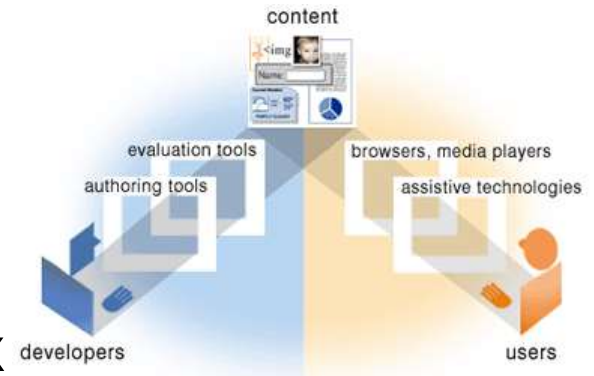 content
<img
Name:
evaluation tools
browsers, media players
authoring tools
assistive technologies
developers
users